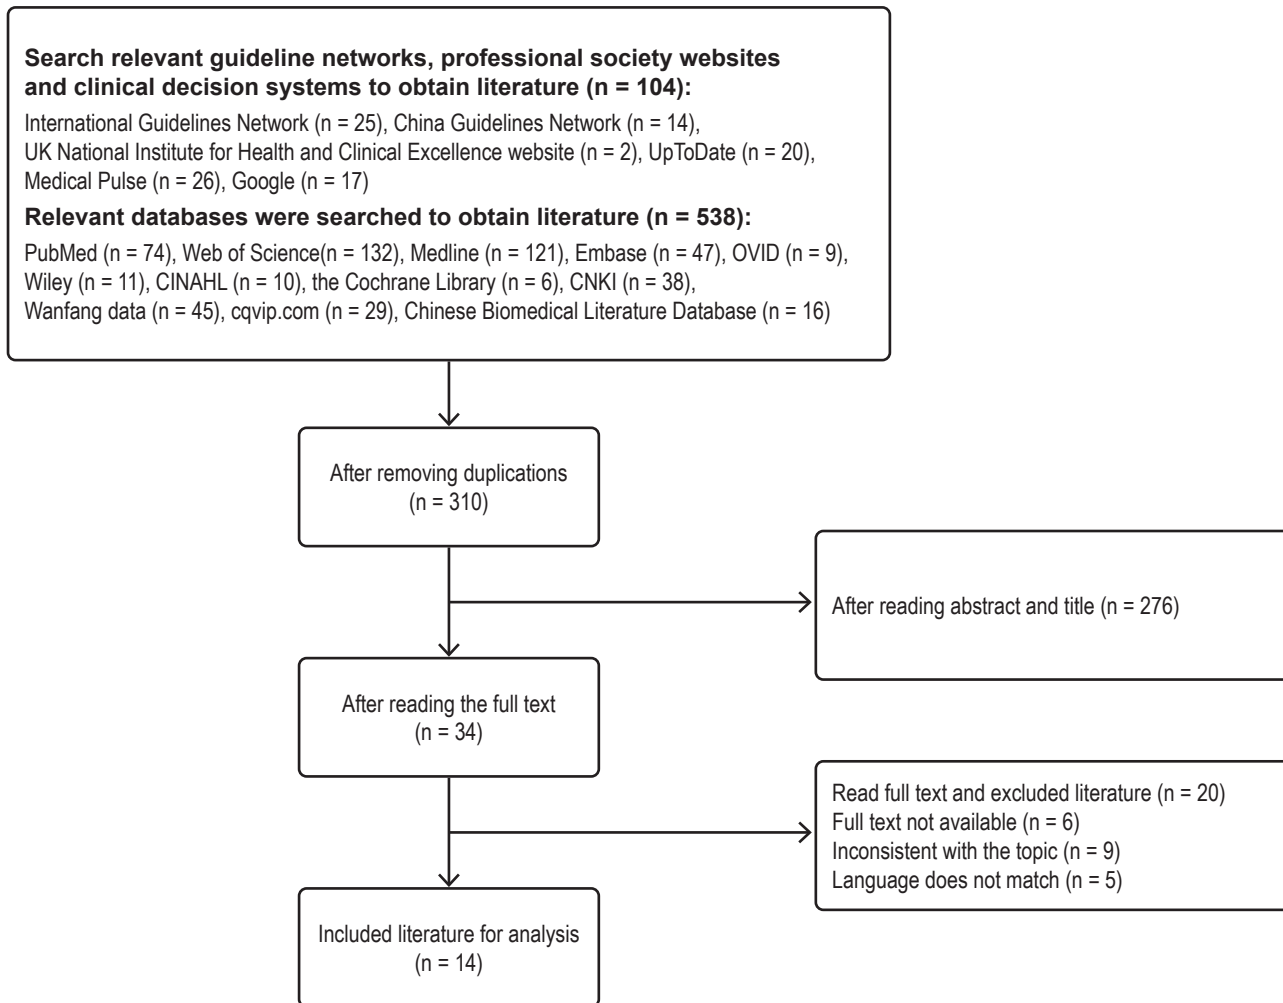 Search relevant guideline networks, professional society websites
and clinical decision systems to obtain literature (n = 104):
International Guidelines Network (n = 25), China Guidelines Network (n = 14),
UK National Institute for Health and Clinical Excellence website (n = 2), UpToDate (n = 20),
Medical Pulse (n = 26), Google (n = 17)
Relevant databases were searched to obtain literature (n = 538):
PubMed (n = 74), Web of Science(n = 132), Medline (n = 121), Embase (n = 47), OVID (n = 9),
Wiley (n = 11), CINAHL (n = 10), the Cochrane Library (n = 6), CNKI (n = 38),
Wanfang data (n = 45), cqvip.com (n = 29), Chinese Biomedical Literature Database (n = 16)
After removing duplications
(n = 310)
After reading abstract and title (n = 276)
After reading the full text
(n = 34)
Read full text and excluded literature (n = 20)
Full text not available (n = 6)
Inconsistent with the topic (n = 9)
Language does not match (n = 5)
Included literature for analysis
(n = 14)